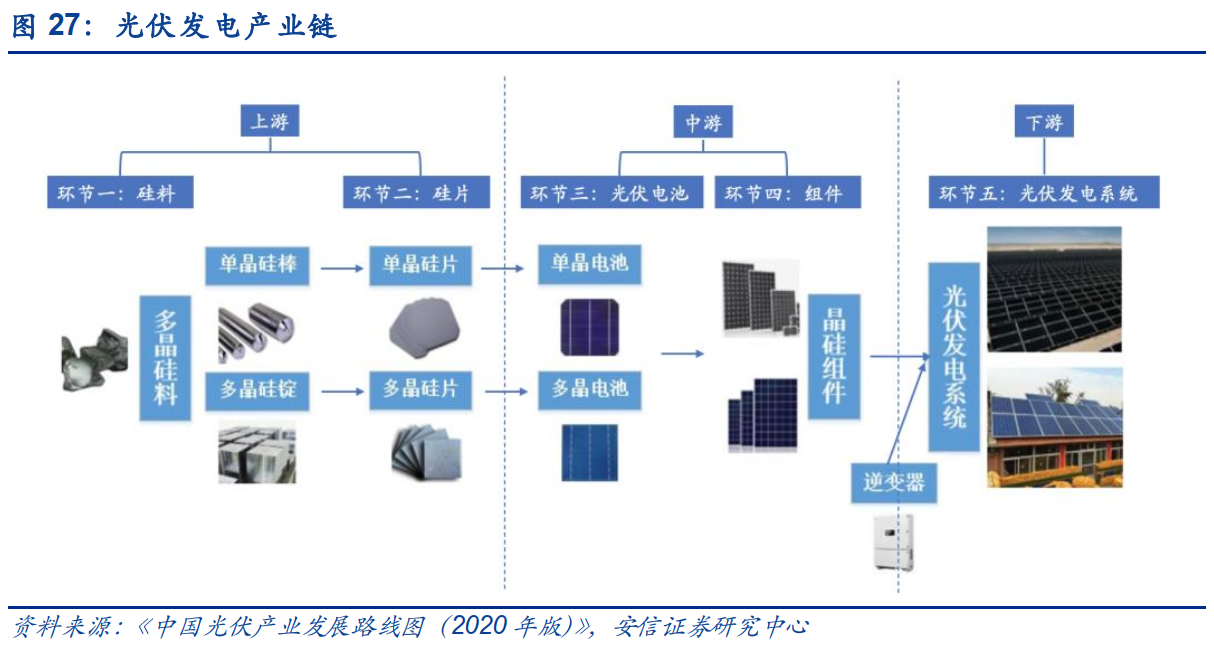 图 27：光伏发电产业链
上游
中游
下游
环节一：硅料
环节二：硅片
环节三：光伏电池
环节四：组件
环节五：光伏发电系统
多晶硅料
单晶硅棒
单晶硅片
单晶电池
多晶硅锭
多晶硅片
多晶电池
晶硅组件
逆变器
光伏发电系统
资料来源：《中国光伏产业发展路线图（2020 年版）》，安信证券研究中心